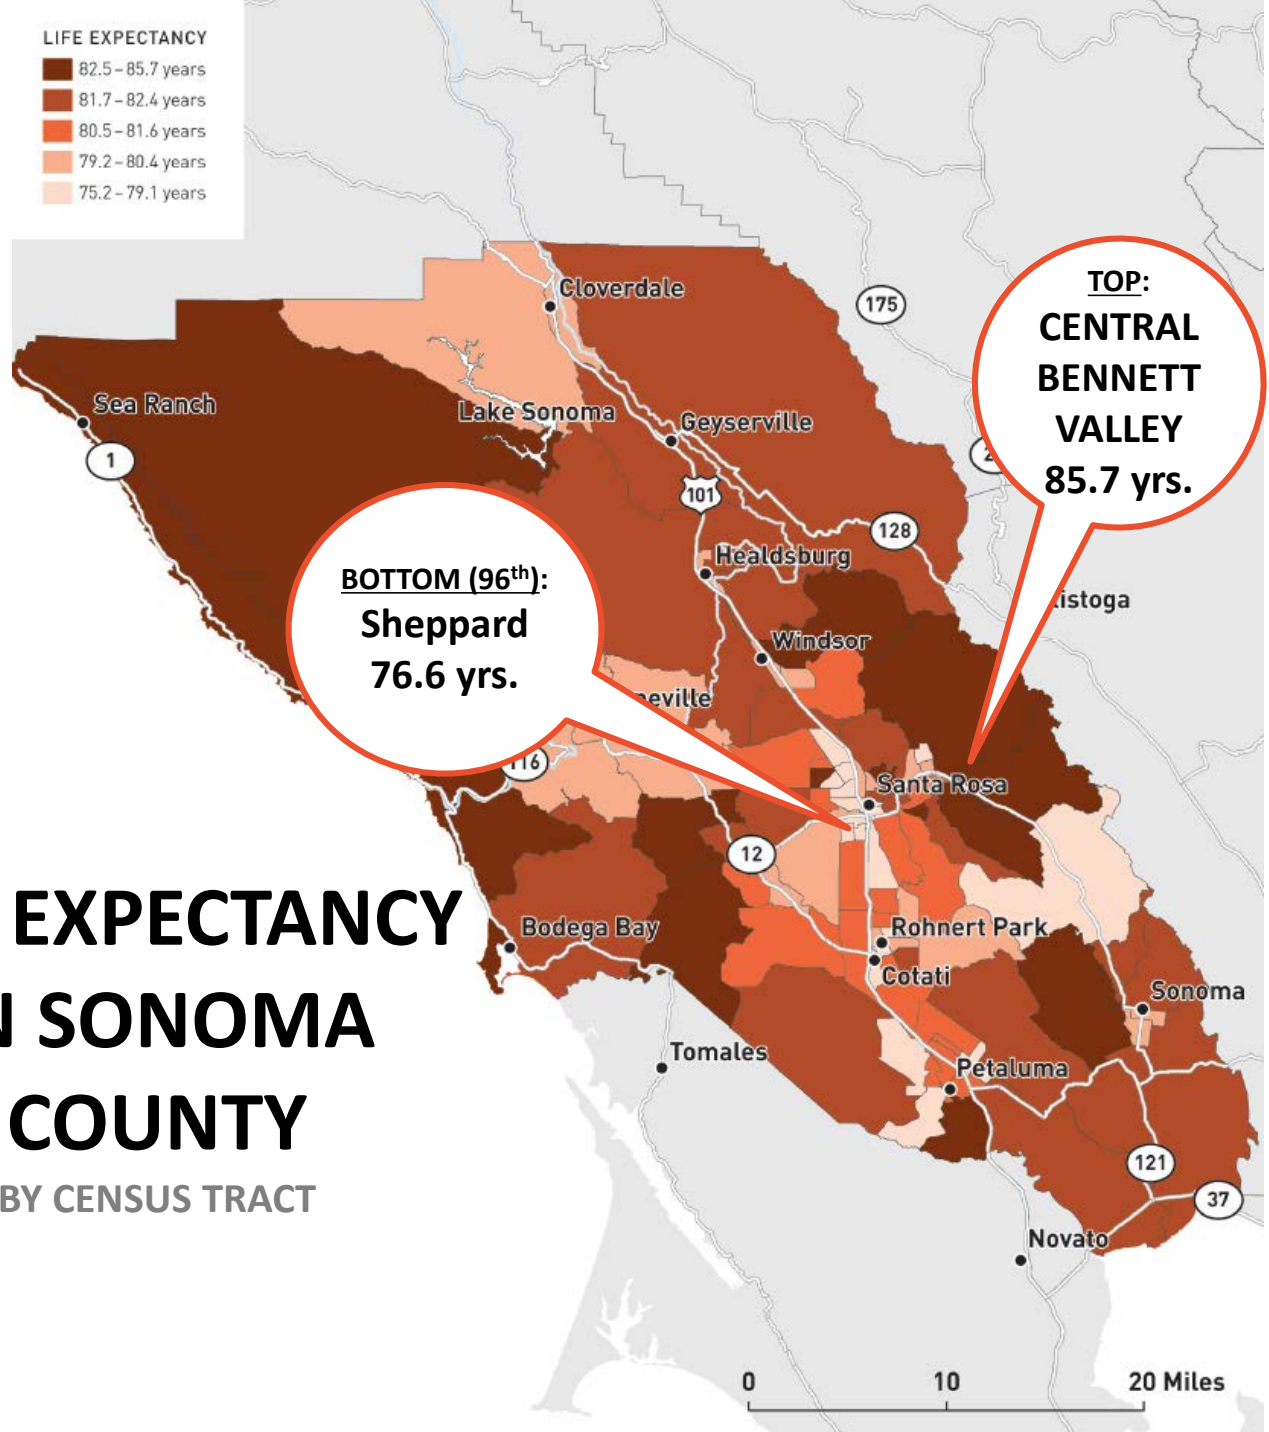 LIFE EXPECTANCY
82.5–85.7 years
81.7–82.4 years
80.5–81.6 years
79.2–80.4 years
75.2–79.1 years
Cloverdale
175
TOP:
CENTRAL
BENNETT
VALLEY
85.7 yrs.
Sea Ranch
Lake Sonoma
Geyserville
1
2
101
128
Healdsburg
BOTTOM (96th):
Sheppard
76.6 yrs.
istoga
Windsor
neville
116
Santa Rosa
12
EXPECTANCY
N SONOMA
COUNTY
BY CENSUS TRACT
Bodega Bay
Rohnert Park
Cotati
Sonoma
Tomales
Petaluma
121
37
Novato
0 10 20 Miles